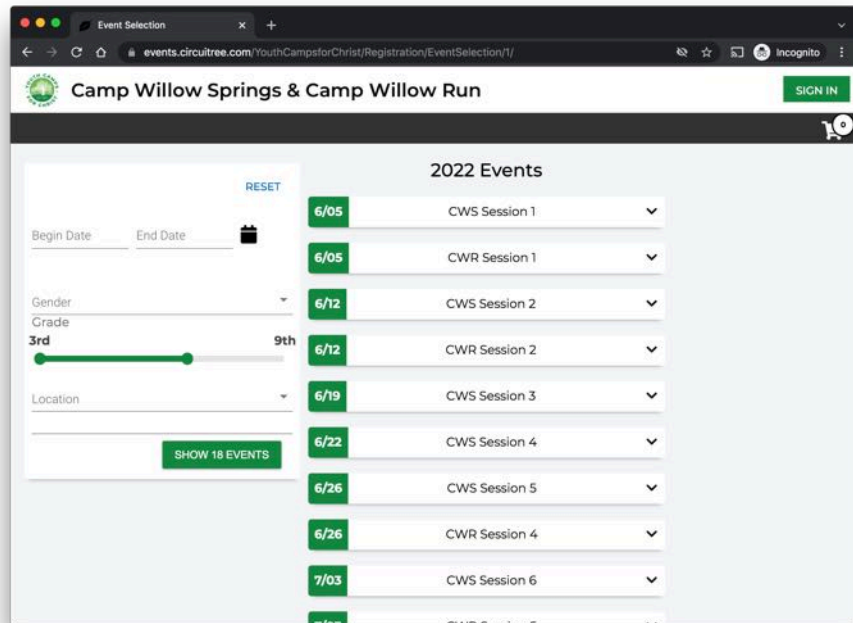 Event Selection
events.circuitree.com/YouthCampsforChrist/Registration/EventSelection/1/
Incognito
YOUTH CAMPS FOR CHRIST
Camp Willow Springs & Camp Willow Run
SIGN IN
0
RESET
Begin Date End Date
Gender
Grade
3rd 9th
Location
SHOW 18 EVENTS
2022 Events
6/05 CWS Session 1
6/05 CWR Session 1
6/12 CWS Session 2
6/12 CWR Session 2
6/19 CWS Session 3
6/22 CWS Session 4
6/26 CWS Session 5
6/26 CWR Session 4
7/03 CWS Session 6